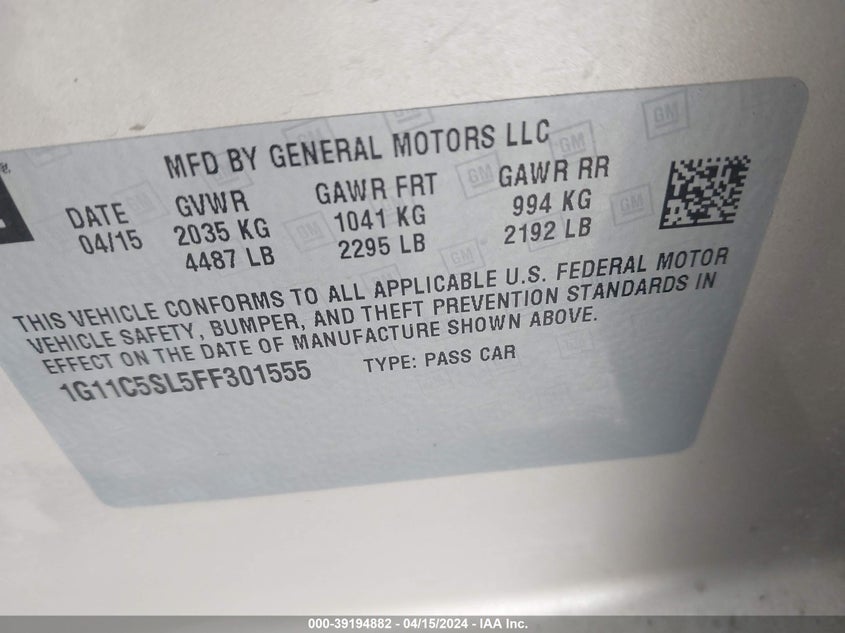 MFD BY GENERAL MOTORS LLC
DATE GVWR GAWR FRT GAWR RR
04/15 2035 KG 1041 KG 994 KG
4487 LB 2295 LB 2192 LB
THIS VEHICLE CONFORMS TO ALL APPLICABLE U.S. FEDERAL MOTOR
VEHICLE SAFETY, BUMPER, AND THEFT PREVENTION STANDARDS IN
EFFECT ON THE DATE OF MANUFACTURE SHOWN ABOVE.
1G11C5SL5FF301555 TYPE: PASS CAR
GM
000-39194882 - 04/15/2024 - IAA Inc.